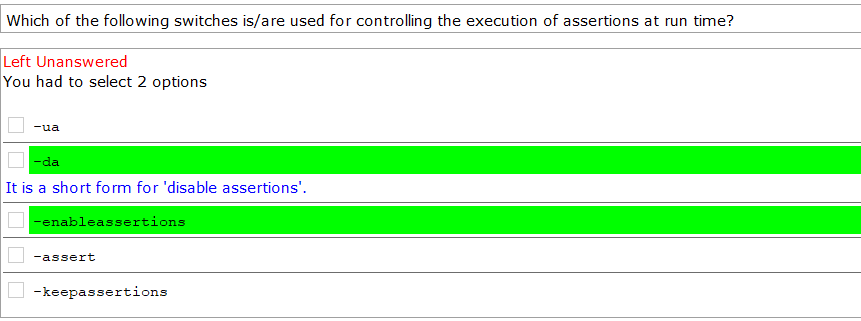 Which of the following switches is/are used for controlling the execution of assertions at run time?
Left Unanswered
You had to select 2 options
-ua
-da
It is a short form for 'disable assertions'.
-enableassertions
-assert
-keepassertions